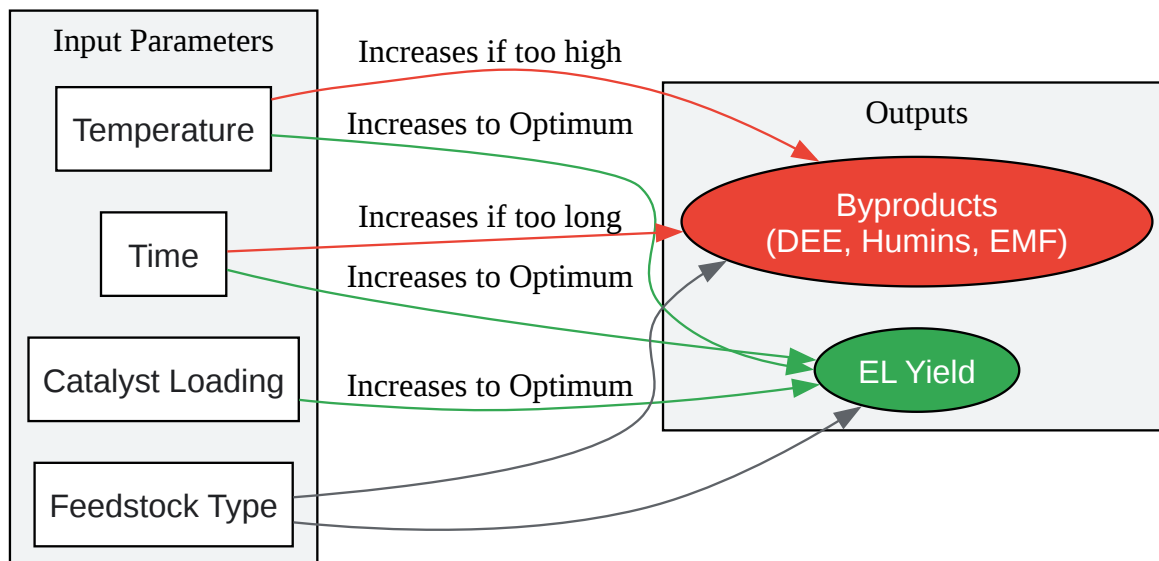 Input Parameters
Temperature
Time
Catalyst Loading
Feedstock Type
Increases if too high
Increases to Optimum
Increases if too long
Increases to Optimum
Increases to Optimum
Outputs
Byproducts
(DEE, Humins, EMF)
EL Yield